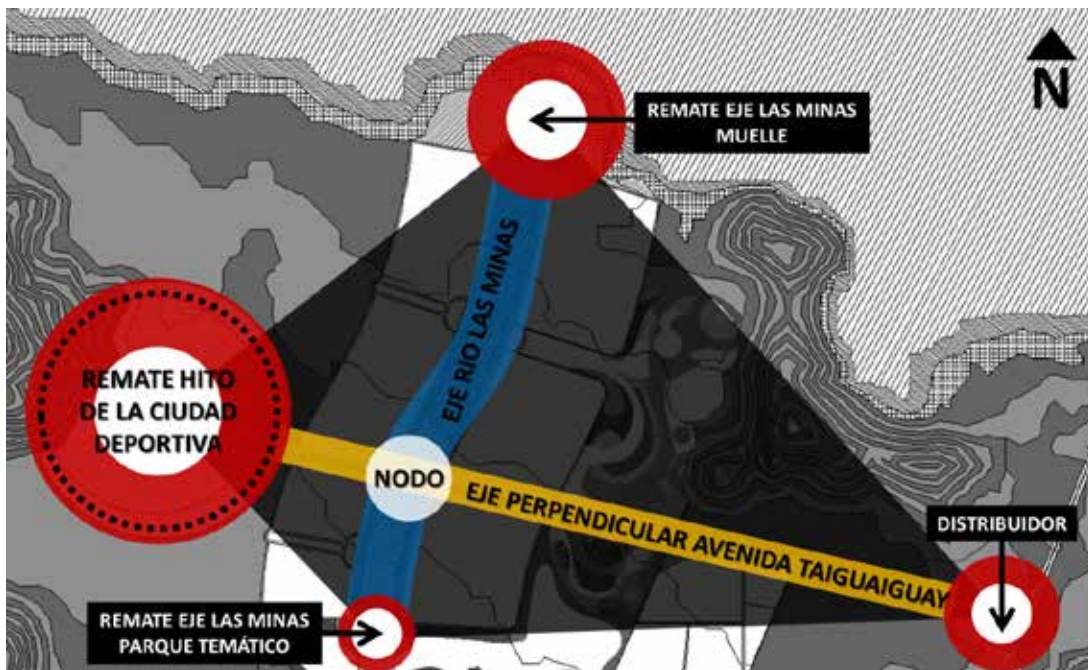 N
REMATE EJE LAS MINAS
MUELLE
EJE RIO LAS MINAS
REMATE HITO
DE LA CIUDAD
DEPORTIVA
NODO
EJE PERPENDICULAR AVENIDA TAIGUAIGUAY
DISTRIBUIDOR
REMATE EJE LAS MINAS
PARQUE TEMÁTICO